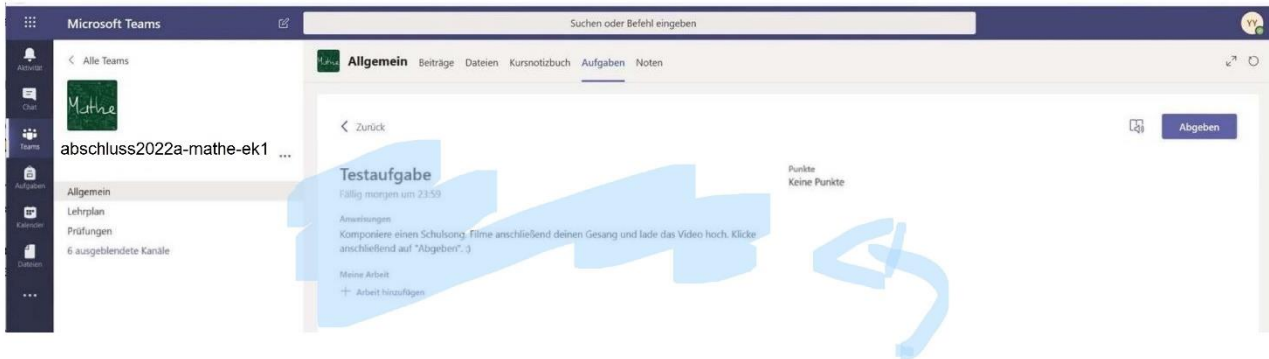 Microsoft Teams
Suchen oder Befehl eingeben
YY
Aktivität
Chat
Teams
Aufgaben
Kalender
Dateien
Alle Teams
Mathe
abschluss2022a-mathe-ek1
Allgemein
Lehrplan
Prüfungen
6 ausgeblendete Kanäle
Mathe Allgemein Beiträge Dateien Kursnotizbuch Aufgaben Noten
Zurück
Abgeben
Testaufgabe
Fällig morgen um 23:59
Punkte
Keine Punkte
Anweisungen
Komponiere einen Schulsong. Filme anschließend deinen Gesang und lade das Video hoch. Klicke
anschließend auf "Abgeben". :)
Meine Arbeit
+ Arbeit hinzufügen